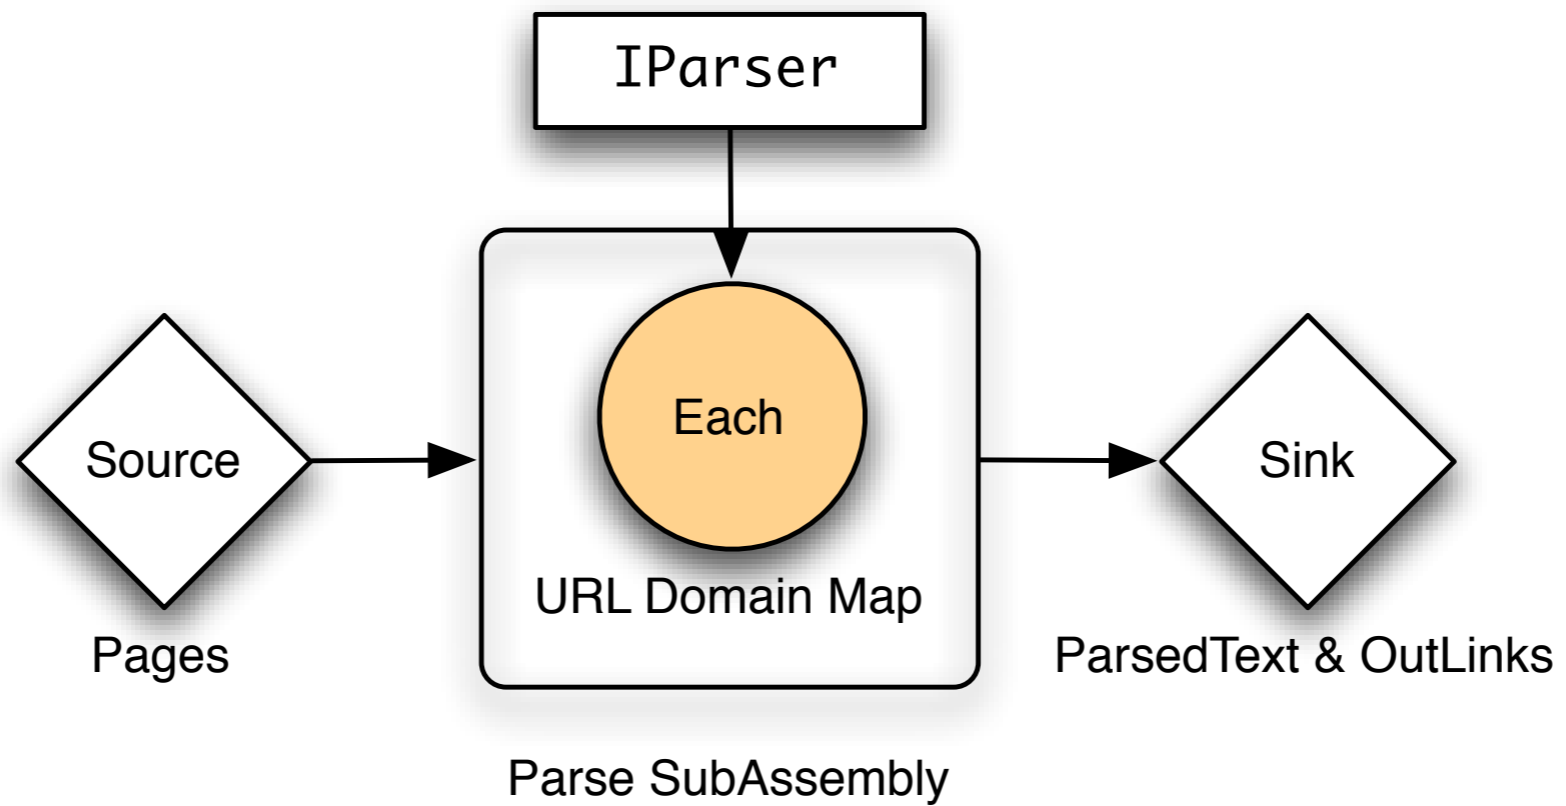 IParser
Each
Source
Sink
URL Domain Map
Pages
ParsedText & OutLinks
Parse SubAssembly